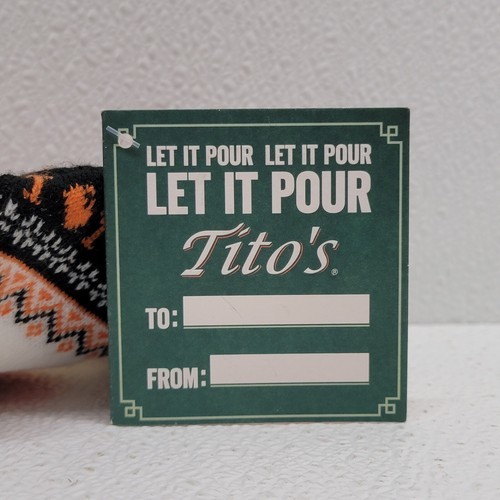 LET IT POUR LET IT POUR
LET IT POUR
Tito's®
TO:
FROM: